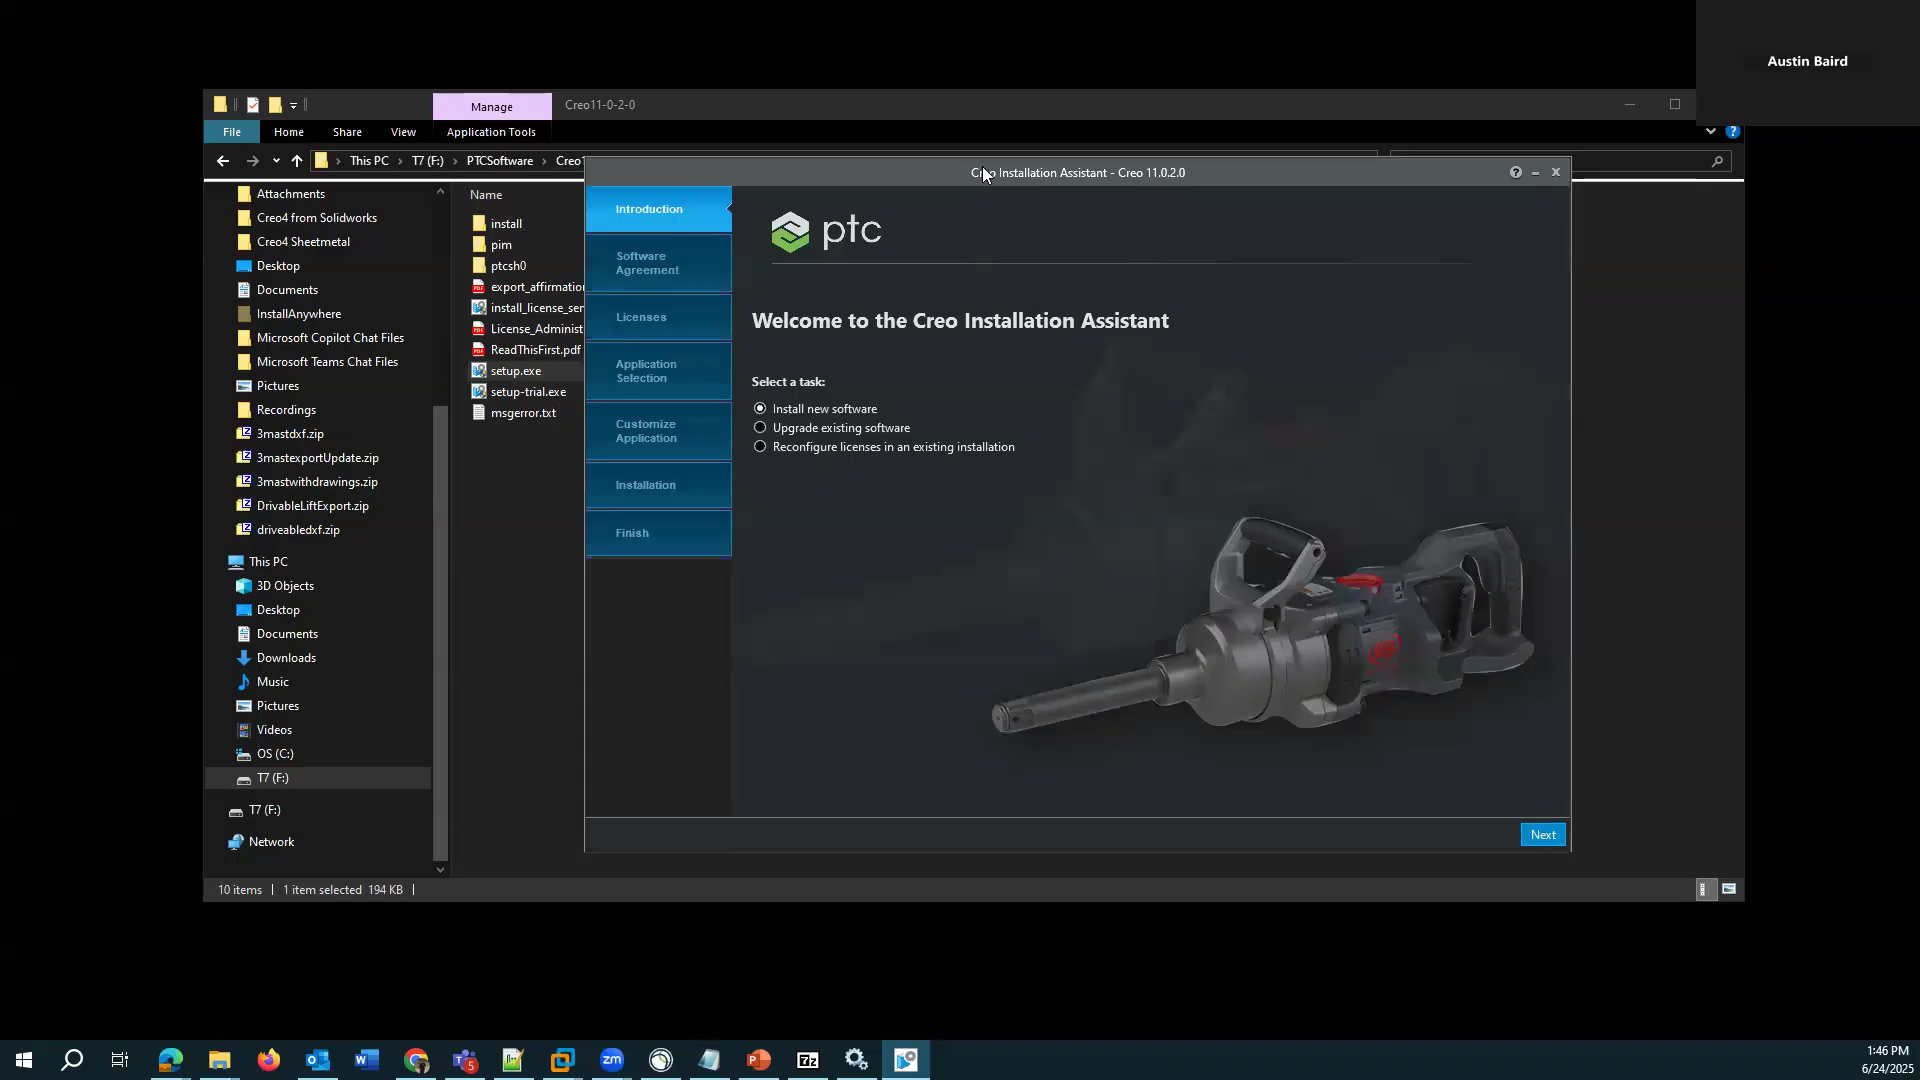 Austin Baird
Manage
Creo11-0-2-0
File
Home
Share
View
Application Tools
This PC
T7 (F:)
PTCSoftware
Creo1
Attachments
Creo4 from Solidworks
Creo4 Sheetmetal
Desktop
Documents
InstallAnywhere
Microsoft Copilot Chat Files
Microsoft Teams Chat Files
Pictures
Recordings
3mastdxf.zip
3mastexportUpdate.zip
3mastwithdrawings.zip
DrivableLiftExport.zip
driveabledxf.zip
This PC
3D Objects
Desktop
Documents
Downloads
Music
Pictures
Videos
OS (C:)
T7 (F:)
T7 (F:)
Network
Name
install
pim
ptcsh0
export_affirmation
install_license_ser
License_Administ
ReadThisFirst.pdf
setup.exe
setup-trial.exe
msgerror.txt
Creo Installation Assistant - Creo 11.0.2.0
Introduction
Software
Agreement
Licenses
Application
Selection
Customize
Application
Installation
Finish
ptc
Welcome to the Creo Installation Assistant
Select a task:
Install new software
Upgrade existing software
Reconfigure licenses in an existing installation
Next
10 items
1 item selected 194 KB
1:46 PM
6/24/2025